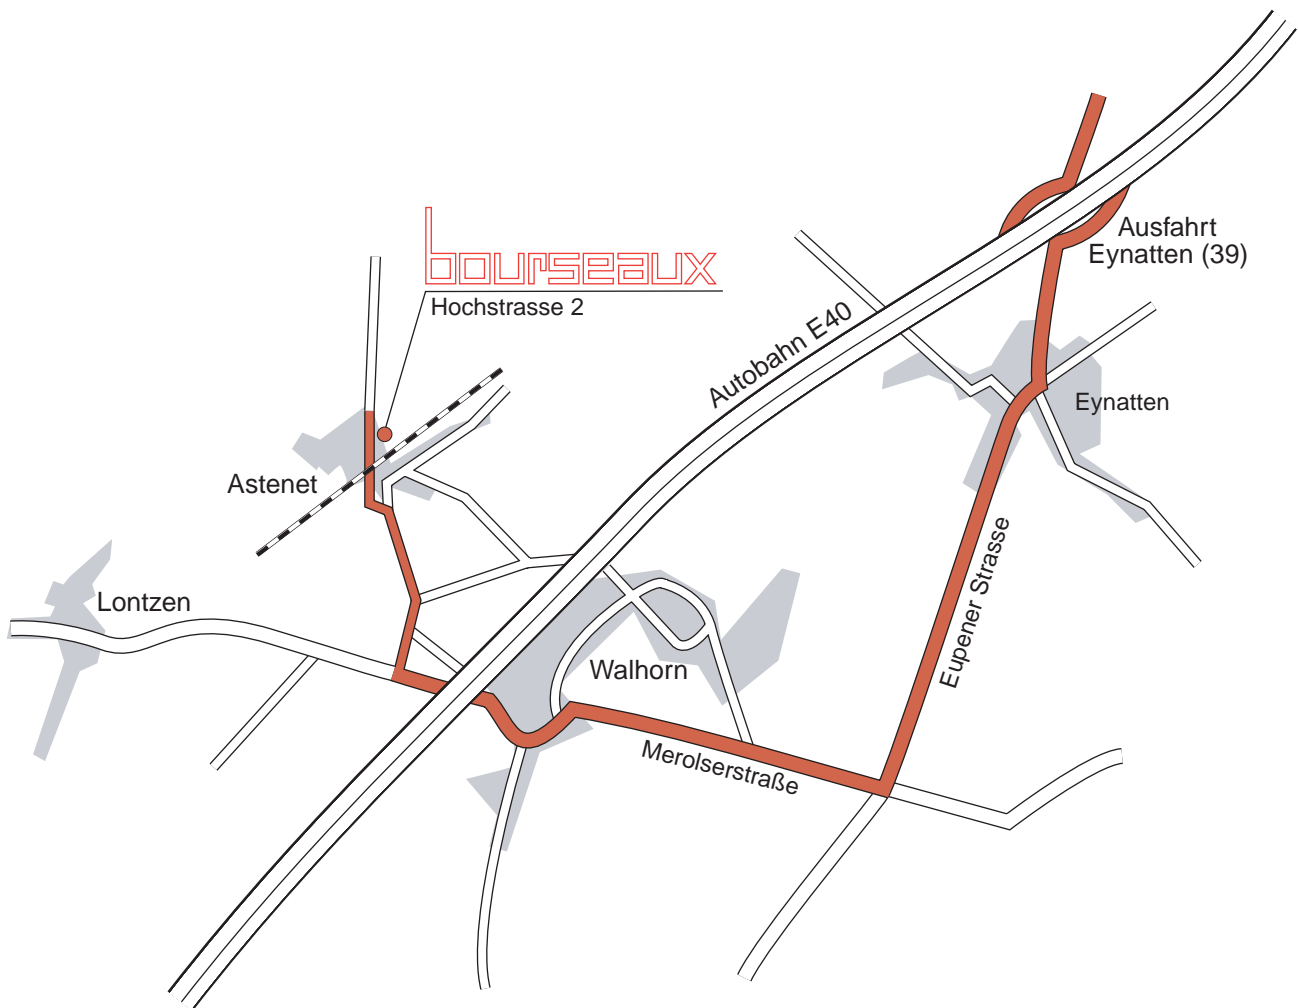 bourseaux
Hochstrasse 2
Ausfahrt
Eynatten (39)
Autobahn E40
Eynatten
Astenet
Lontzen
Walhorn
Eupener Strasse
Merolserstraße